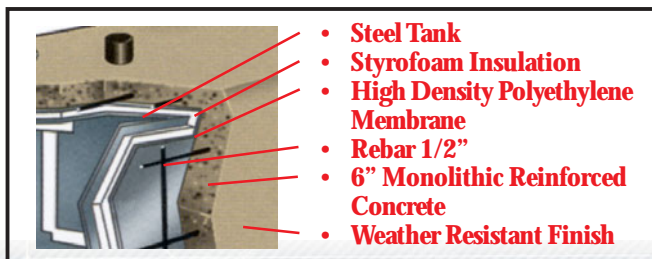 • Steel Tank
• Styrofoam Insulation
• High Density Polyethylene
Membrane
• Rebar 1/2”
• 6” Monolithic Reinforced
Concrete
• Weather Resistant Finish